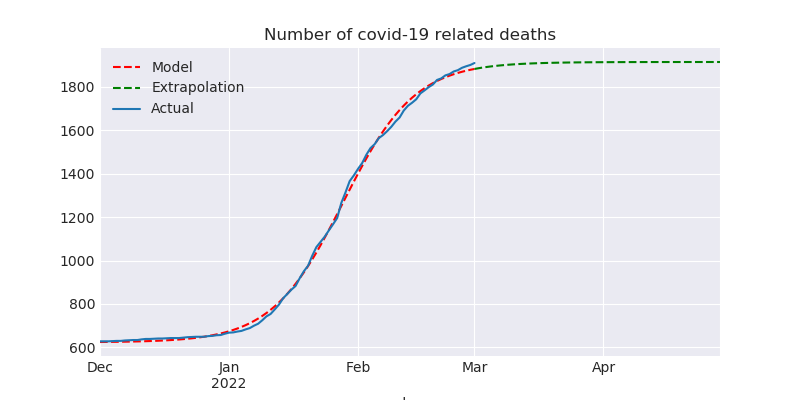 Number of covid-19 related deaths
Model
Extrapolation
Actual
1800
1600
1400
1200
1000
800
600
Dec Jan Feb Mar Apr
2022